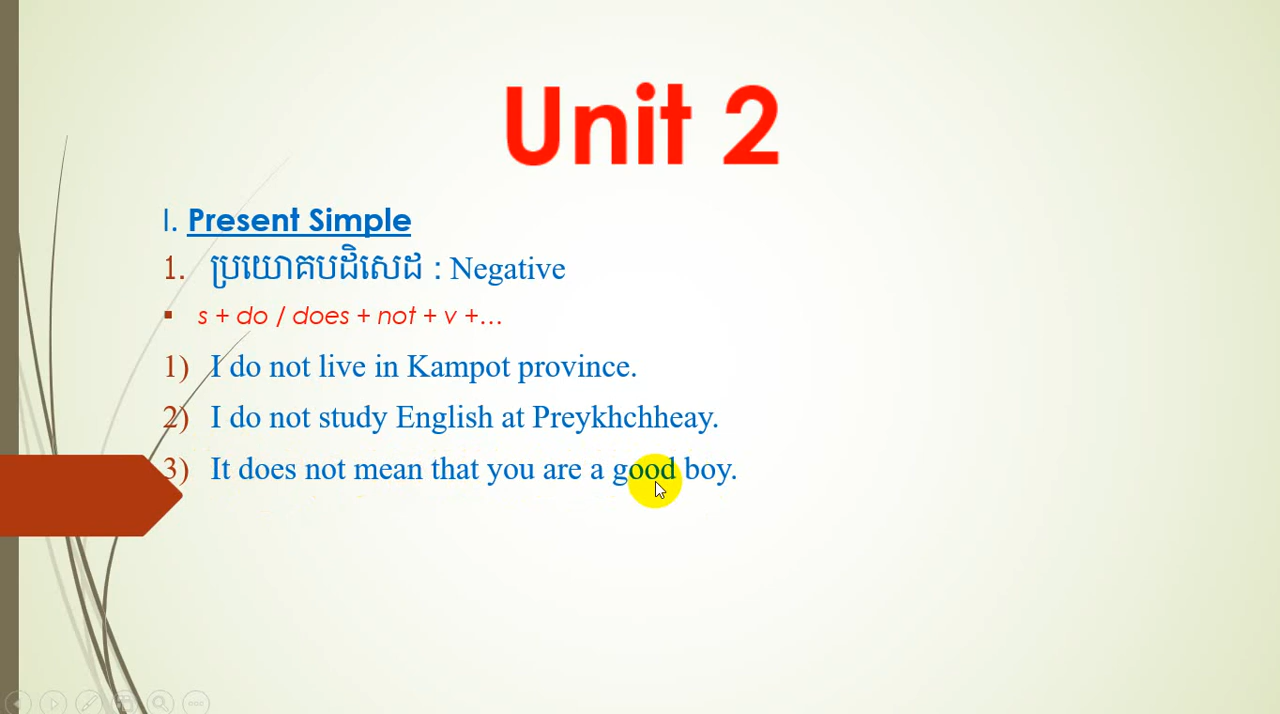 Unit 2
I. Present Simple
1. ប្រយោគបដិសេដ : Negative
▪ s + do / does + not + v +…
1) I do not live in Kampot province.
2) I do not study English at Preykhchheay.
3) It does not mean that you are a good boy.